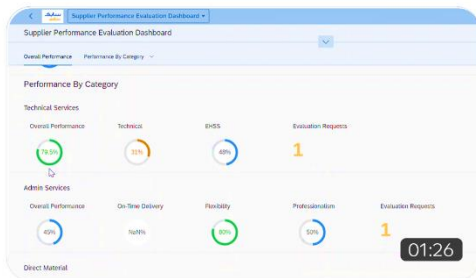 Supplier Performance Evaluation Dashboard
Supplier Performance Evaluation Dashboard
Overall Performance Performance By Category
Performance By Category
Technical Services
Overall Performance Technical EHSS Evaluation Requests
79.5% 31% 48% 1
Admin Services
Overall Performance On-Time Delivery Flexibility Professionalism Evaluation Requests
45% NaN% 80% 50% 1
01:26
Direct Material